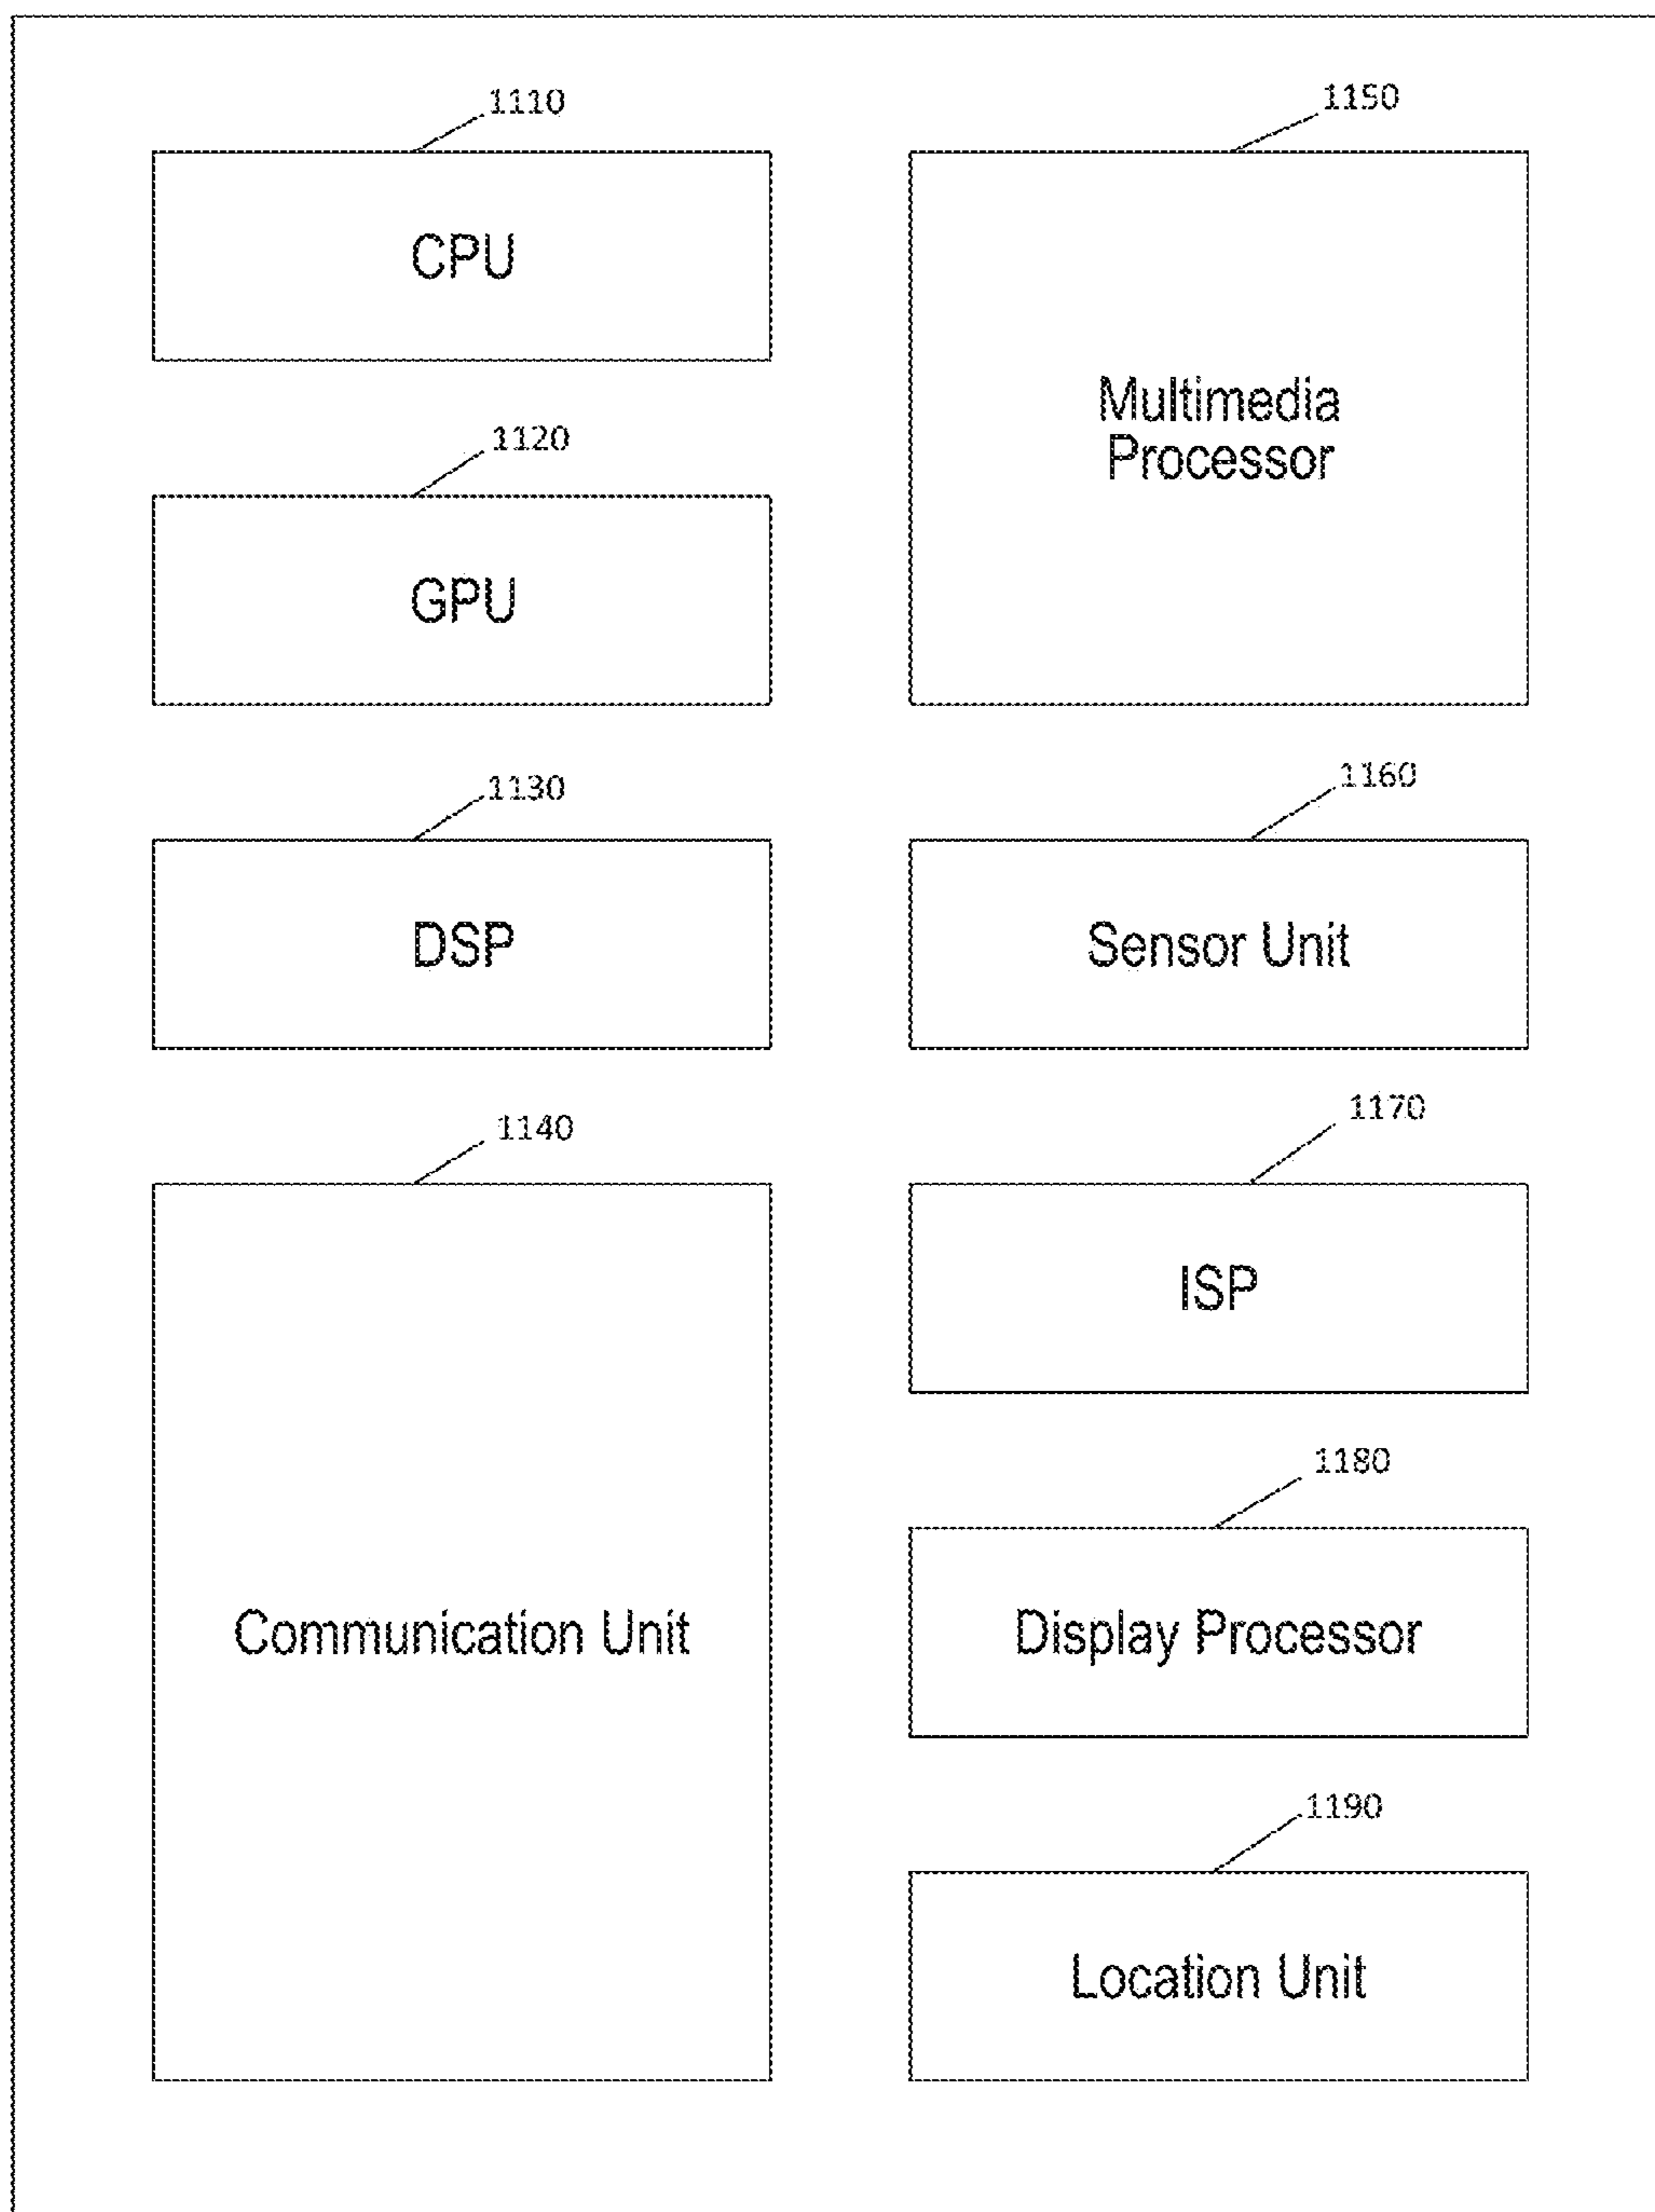 1110
CPU
1120
GPU
1130
DSP
1140
Communication Unit
1150
Multimedia
Processor
1160
Sensor Unit
1170
ISP
1180
Display Processor
1190
Location Unit